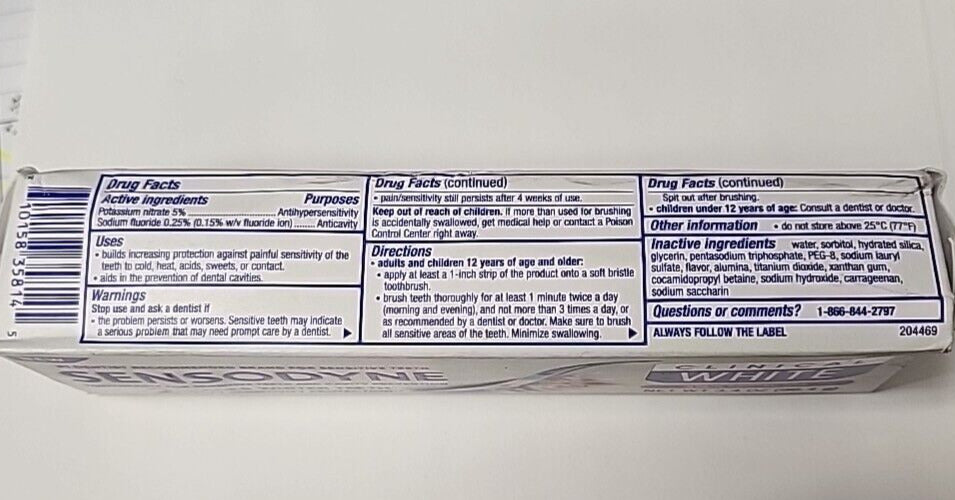 Drug Facts
Active ingredients Purposes
Potassium nitrate 5% ........................ Antihypersensitivity
Sodium fluoride 0.25% (0.15% w/v fluoride ion) ........ Anticavity
Uses
• builds increasing protection against painful sensitivity of the
teeth to cold, heat, acids, sweets, or contact.
• aids in the prevention of dental cavities.
Warnings
Stop use and ask a dentist if
• the problem persists or worsens. Sensitive teeth may indicate
a serious problem that may need prompt care by a dentist.
Drug Facts (continued)
• pain/sensitivity still persists after 4 weeks of use.
Keep out of reach of children. If more than used for brushing
is accidentally swallowed, get medical help or contact a Poison
Control Center right away.
Directions
• adults and children 12 years of age and older:
• apply at least a 1-inch strip of the product onto a soft bristle
toothbrush.
• brush teeth thoroughly for at least 1 minute twice a day
(morning and evening), and not more than 3 times a day, or
as recommended by a dentist or doctor. Make sure to brush
all sensitive areas of the teeth. Minimize swallowing.
Drug Facts (continued)
Spit out after brushing.
• children under 12 years of age: Consult a dentist or doctor.
Other information • do not store above 25°C (77°F)
Inactive ingredients water, sorbitol, hydrated silica,
glycerin, pentasodium triphosphate, PEG-8, sodium lauryl
sulfate, flavor, alumina, titanium dioxide, xanthan gum,
cocamidopropyl betaine, sodium hydroxide, carrageenan,
sodium saccharin
Questions or comments? 1-866-844-2797
ALWAYS FOLLOW THE LABEL 204469
10158 35814 5
SENSODYNE
CLINICAL
WHITE